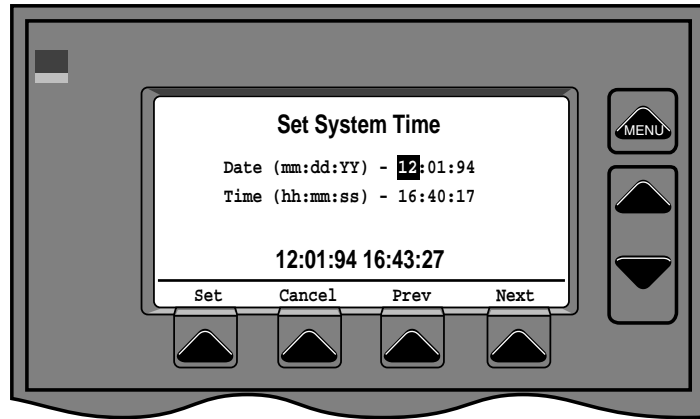 Set System Time
Date (mm:dd:YY) - 12:01:94
Time (hh:mm:ss) - 16:40:17
12:01:94 16:43:27
Set Cancel Prev Next
MENU